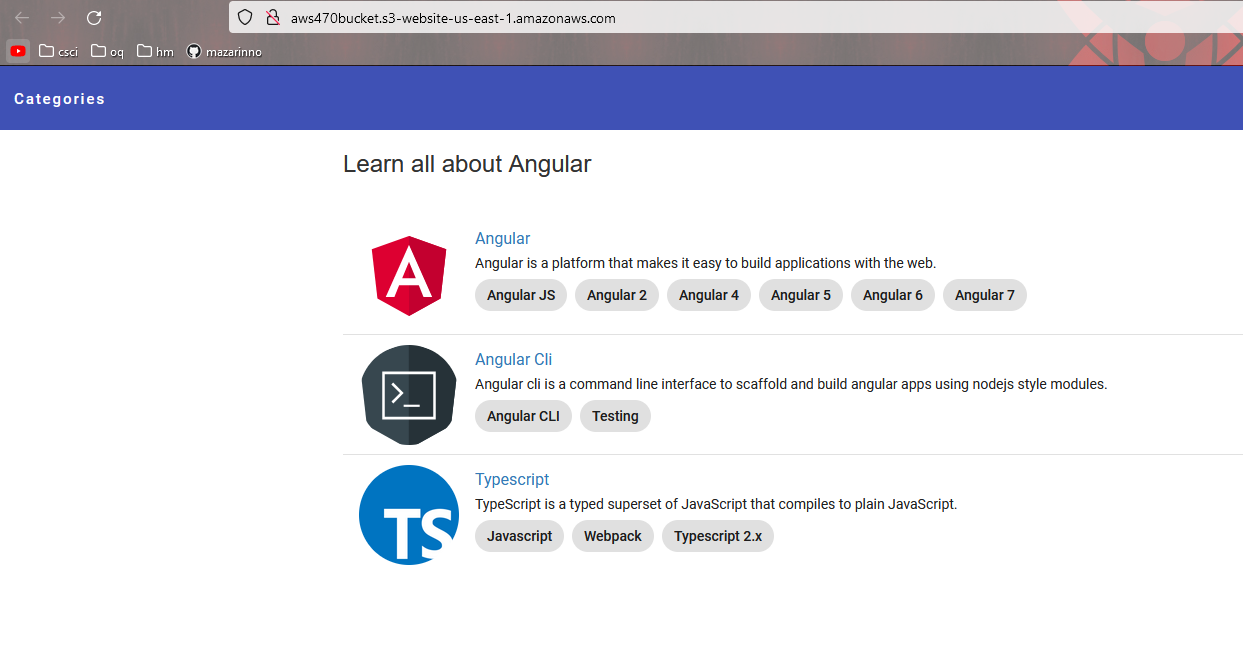 aws470bucket.s3-website-us-east-1.amazonaws.com
csci oq hm mazarinno
Categories
Learn all about Angular
Angular
Angular is a platform that makes it easy to build applications with the web.
Angular JS Angular 2 Angular 4 Angular 5 Angular 6 Angular 7
Angular Cli
Angular cli is a command line interface to scaffold and build angular apps using nodejs style modules.
Angular CLI Testing
Typescript
TypeScript is a typed superset of JavaScript that compiles to plain JavaScript.
TS
Javascript Webpack Typescript 2.x